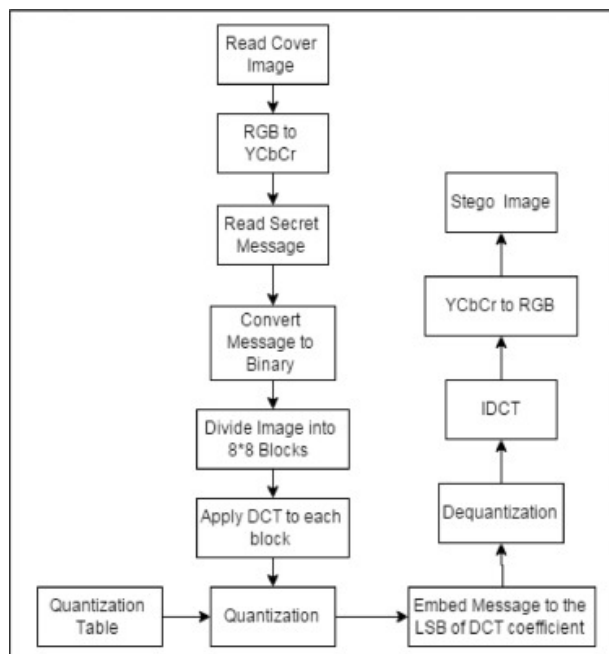 Read Cover
Image
RGB to
YCbCr
Read Secret
Message
Convert
Message to
Binary
Divide Image into
8*8 Blocks
Apply DCT to each
block
Quantization
Table
Quantization
Embed Message to the
LSB of DCT coefficient
Dequantization
IDCT
YCbCr to RGB
Stego Image